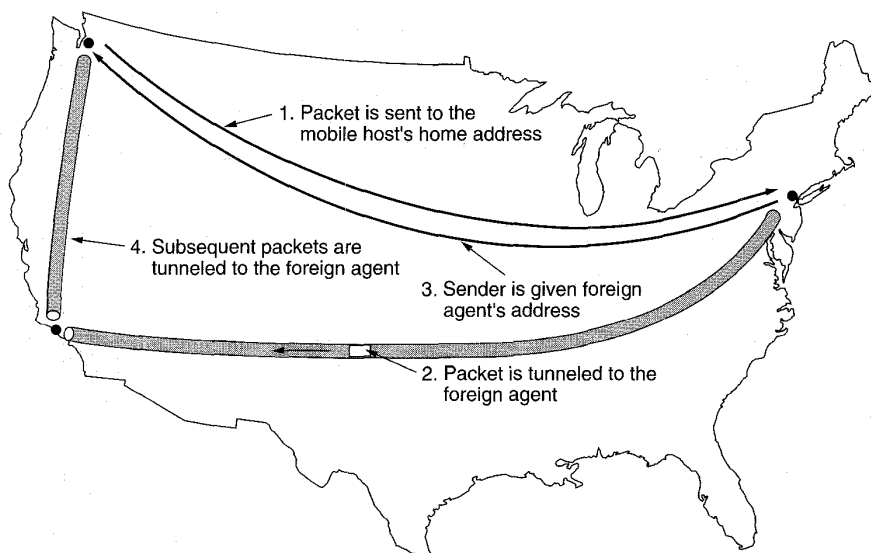 1. Packet is sent to the
mobile host's home address
4. Subsequent packets are
tunneled to the foreign agent
3. Sender is given foreign
agent's address
2. Packet is tunneled to the
foreign agent